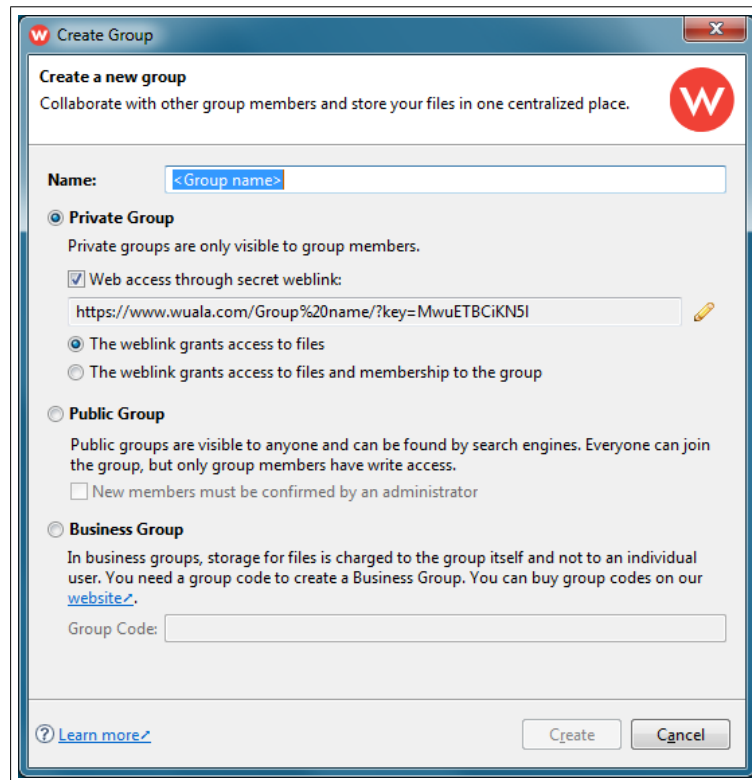 Create Group
Create a new group
Collaborate with other group members and store your files in one centralized place.
W
Name: <Group name>
Private Group
Private groups are only visible to group members.
Web access through secret weblink:
https://www.wuala.com/Group%20name/?key=MwuETBCiKN5I
The weblink grants access to files
The weblink grants access to files and membership to the group
Public Group
Public groups are visible to anyone and can be found by search engines. Everyone can join
the group, but only group members have write access.
New members must be confirmed by an administrator
Business Group
In business groups, storage for files is charged to the group itself and not to an individual
user. You need a group code to create a Business Group. You can buy group codes on our
website.
Group Code:
? Learn more
Create Cancel